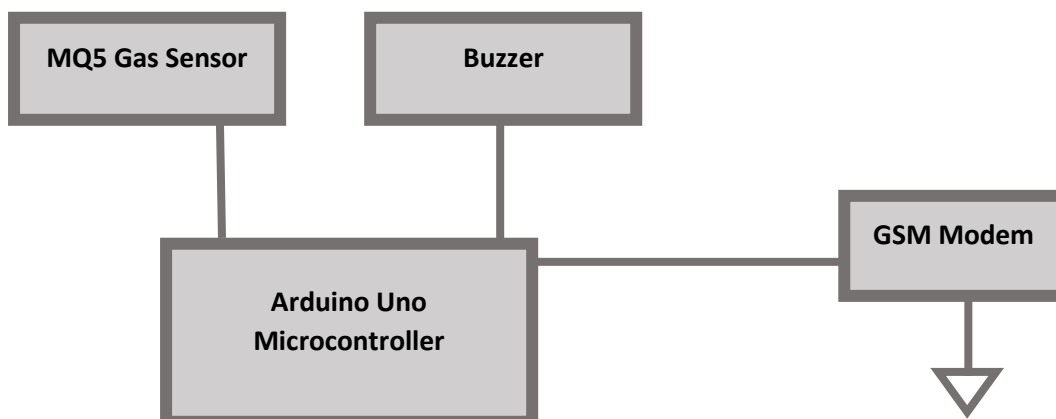 MQ5 Gas Sensor
Buzzer
GSM Modem
Arduino Uno
Microcontroller